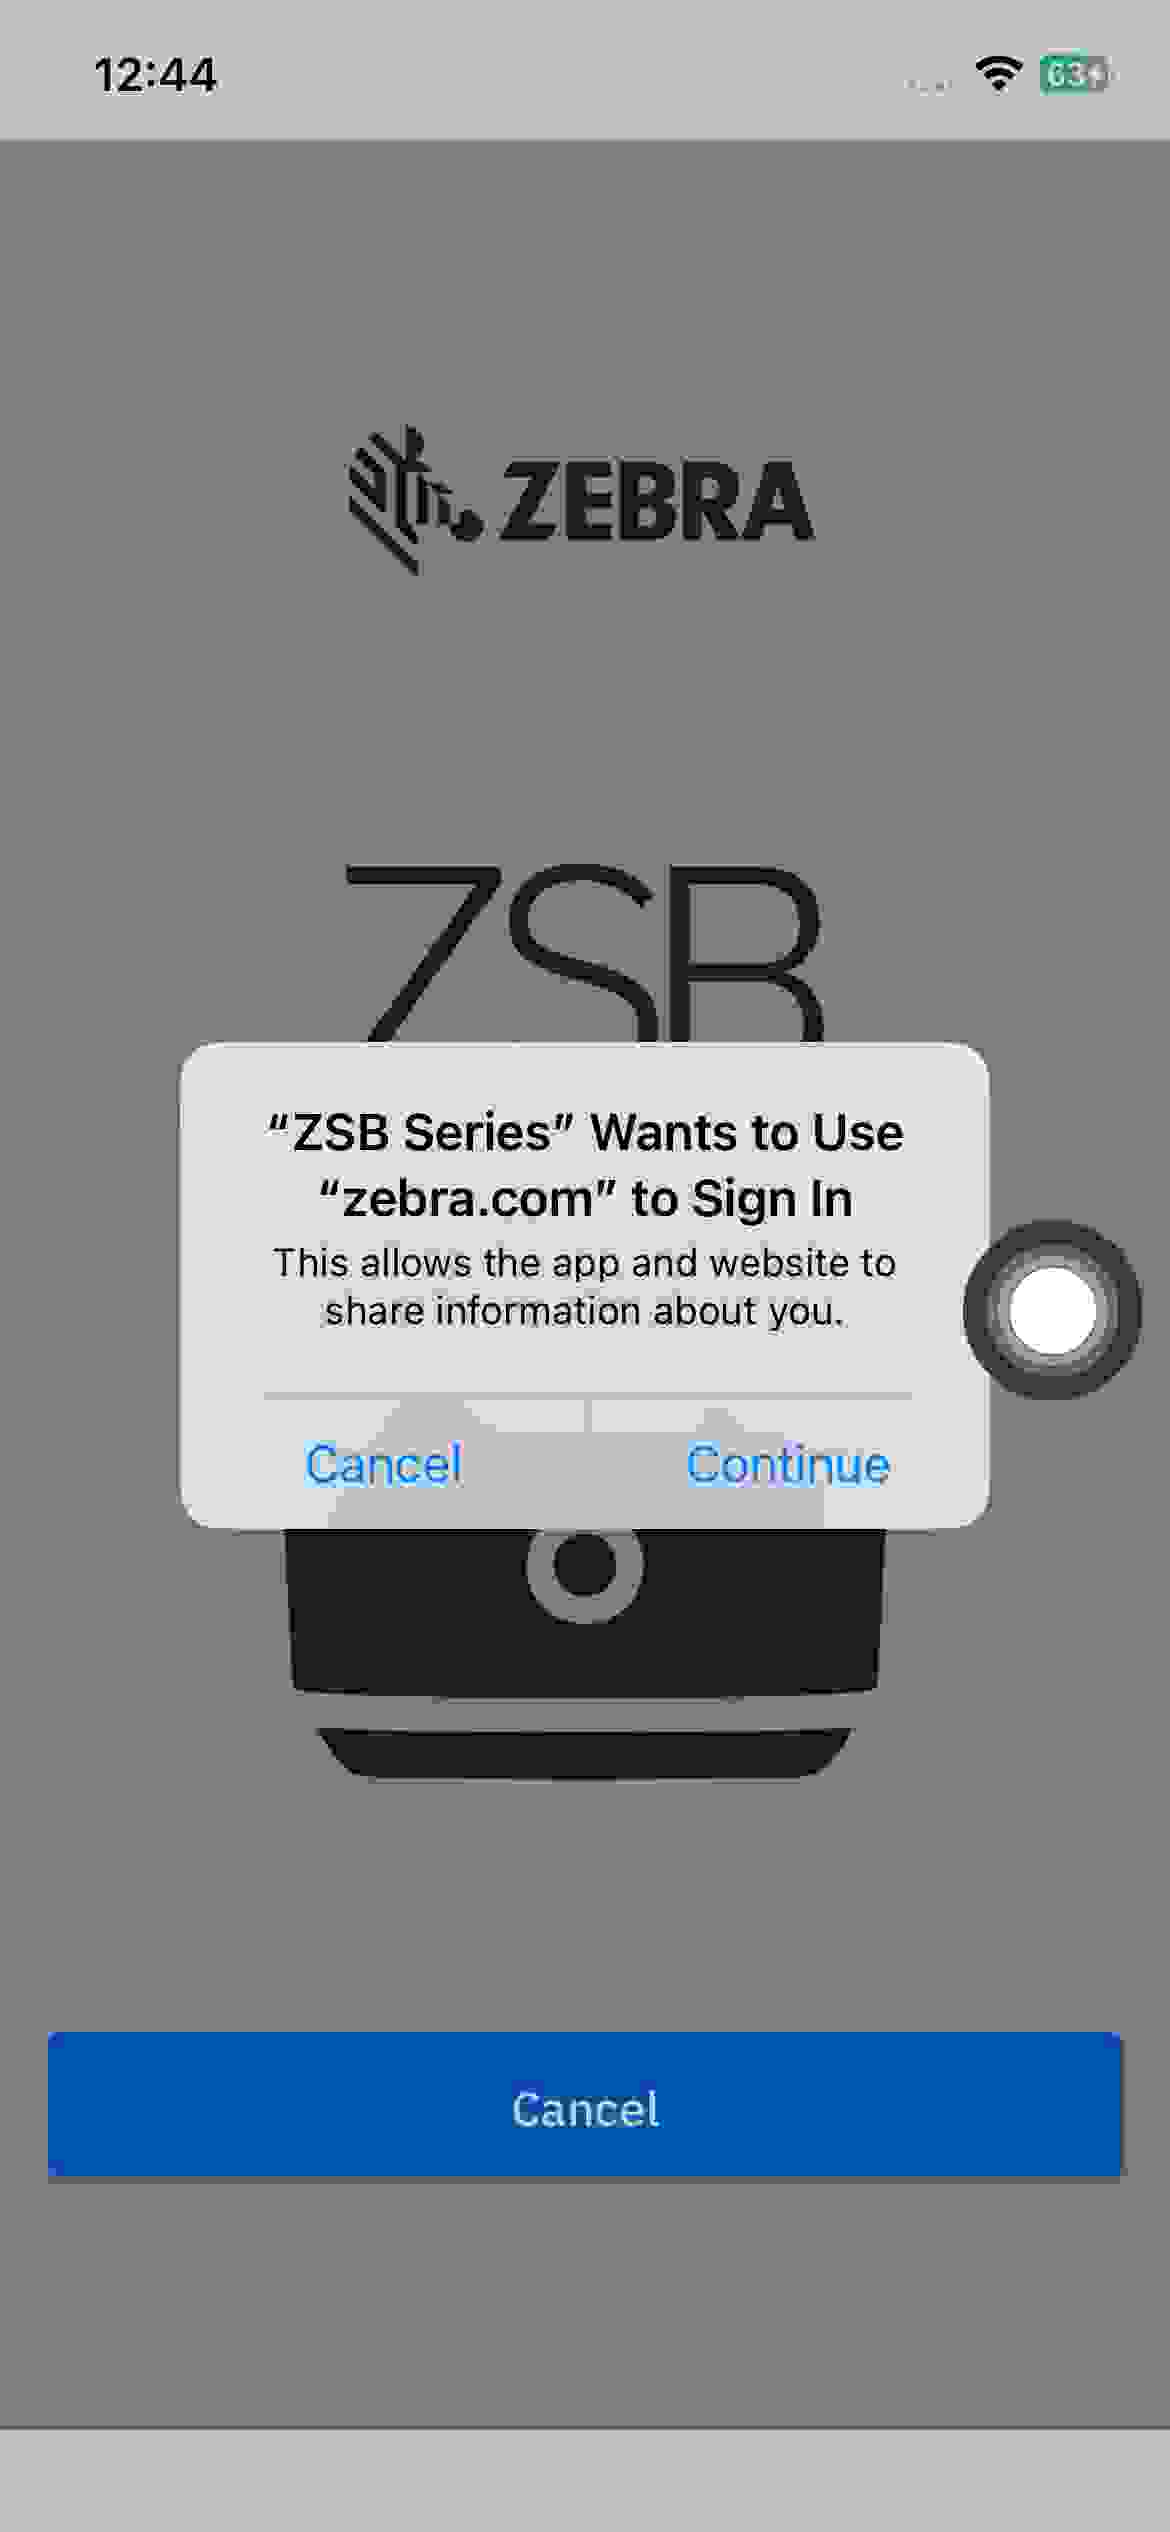 12:44
63
ZEBRA
ZSB
“ZSB Series” Wants to Use
“zebra.com” to Sign In
This allows the app and website to
share information about you.
Cancel
Continue
Cancel